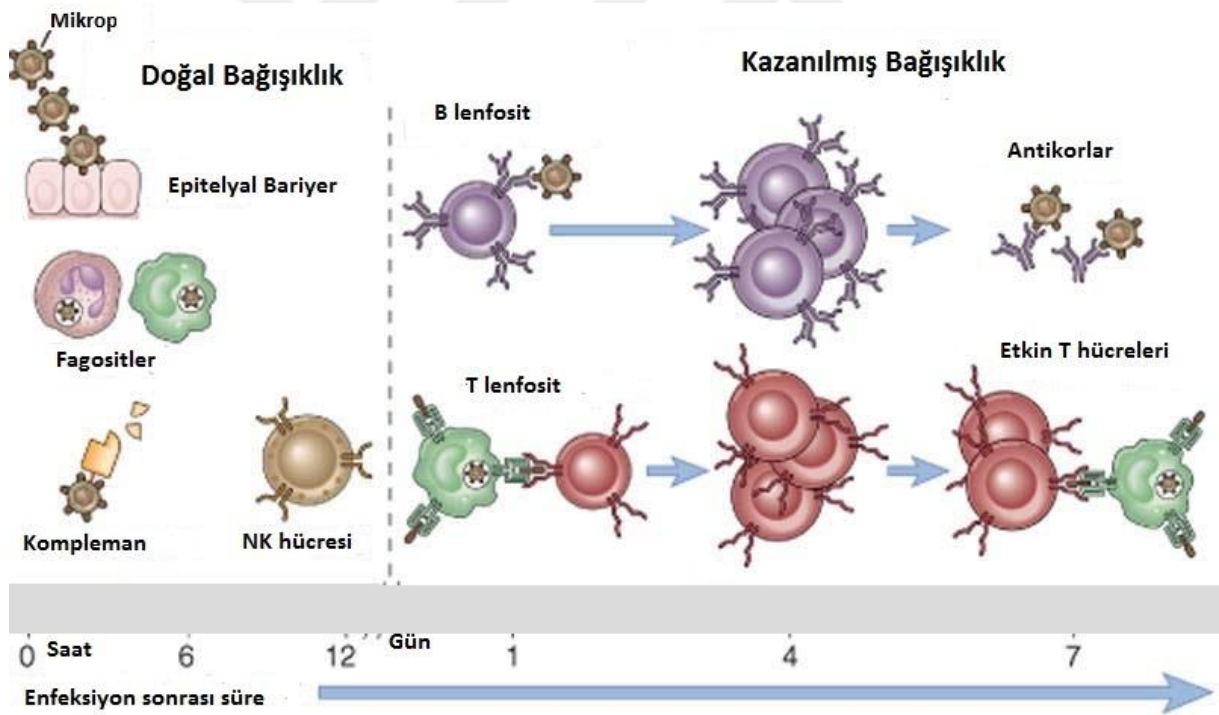 Mikrop
Doğal Bağışıklık
Epitelyal Bariyer
Fagositler
Kompleman
NK hücresi
Kazanılmış Bağışıklık
B lenfosit
Antikorlar
T lenfosit
Etkin T hücreleri
0 Saat 6 12 Gün 1 4 7
Enfeksiyon sonrası süre